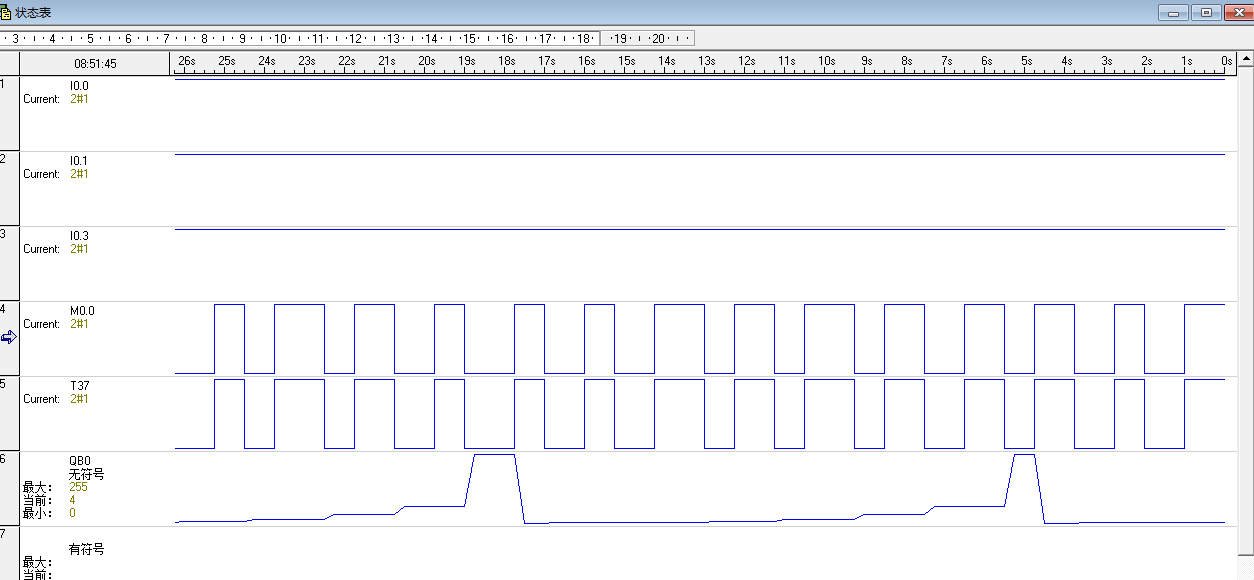 状态表
3 4 5 6 7 8 9 10 11 12 13 14 15 16 17 18 19 20
08:51:45 26s 25s 24s 23s 22s 21s 20s 19s 18s 17s 16s 15s 14s 13s 12s 11s 10s 9s 8s 7s 6s 5s 4s 3s 2s 1s 0s
1 I0.0
Current: 2#1
2 I0.1
Current: 2#1
3 I0.3
Current: 2#1
4 M0.0
Current: 2#1
5 T37
Current: 2#1
6 QB0
无符号
最大: 255
当前: 4
最小: 0
7
有符号
最大:
当前: